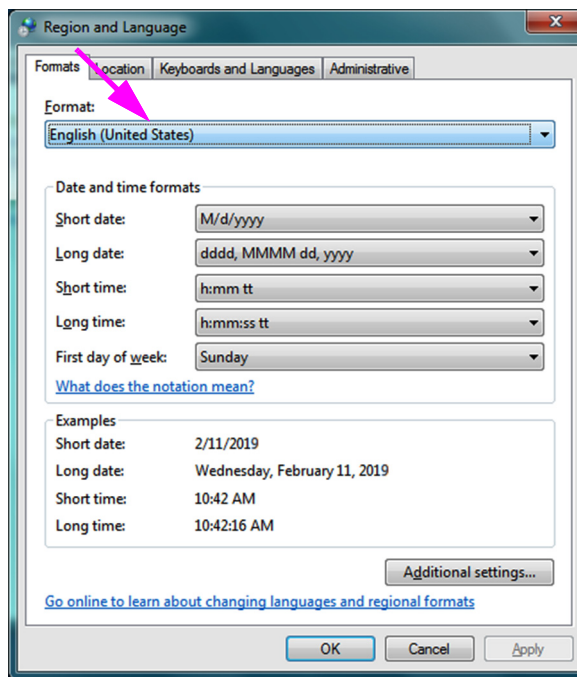 Region and Language
Formats Location Keyboards and Languages Administrative
Format:
English (United States)
Date and time formats
Short date: M/d/yyyy
Long date: dddd, MMMM dd, yyyy
Short time: h:mm tt
Long time: h:mm:ss tt
First day of week: Sunday
What does the notation mean?
Examples
Short date: 2/11/2019
Long date: Wednesday, February 11, 2019
Short time: 10:42 AM
Long time: 10:42:16 AM
Additional settings...
Go online to learn about changing languages and regional formats
OK Cancel Apply